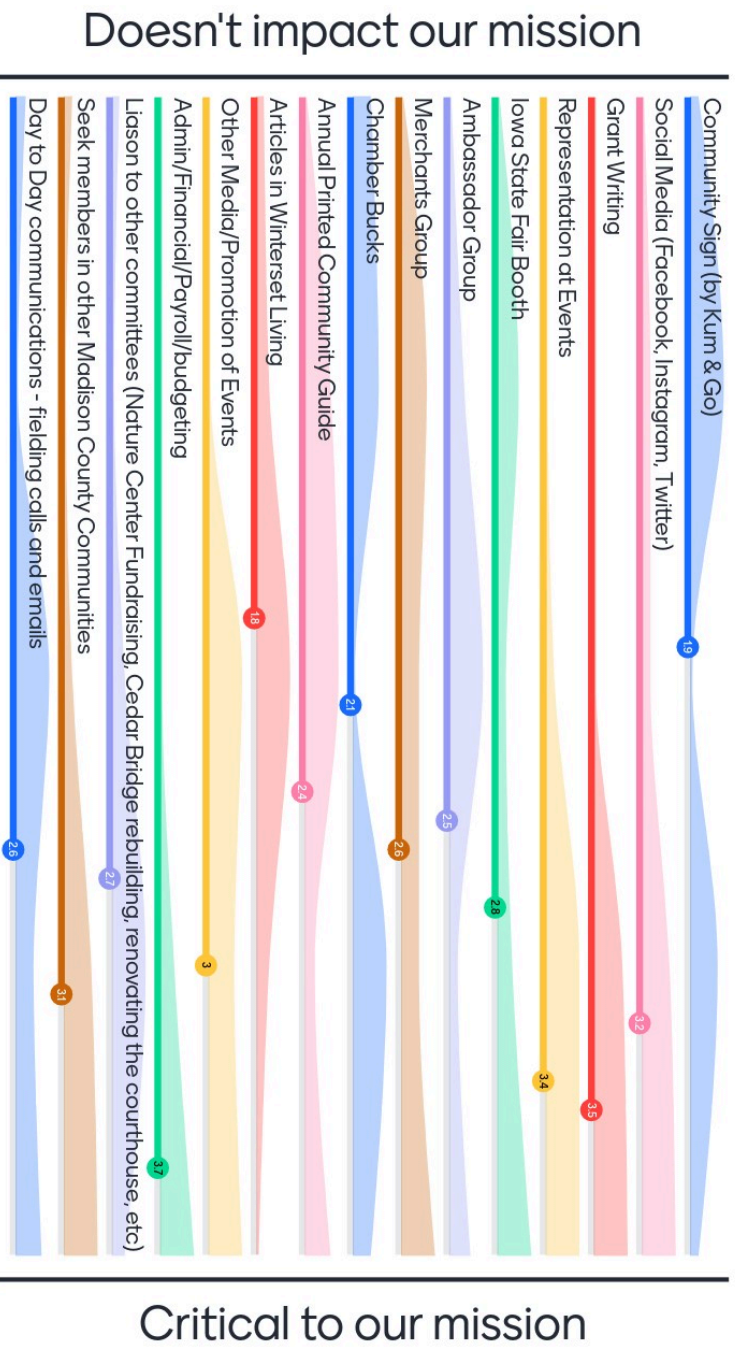 Doesn't impact our mission
Community Sign (by Kum & Go)
1.9
Social Media (Facebook, Instagram, Twitter)
3.2
Grant Writing
3.5
Representation at Events
3.4
Iowa State Fair Booth
2.8
Ambassador Group
2.5
Merchants Group
2.6
Chamber Bucks
2.1
Annual Printed Community Guide
2.4
Articles in Winterset Living
1.8
Other Media/Promotion of Events
3
Admin/Financial/Payroll/budgeting
3.7
Liason to other committees (Nature Center Fundraising, Cedar Bridge rebuilding, renovating the courthouse, etc)
2.7
Seek members in other Madison County Communities
3.1
Day to Day communications - fielding calls and emails
2.6
Critical to our mission